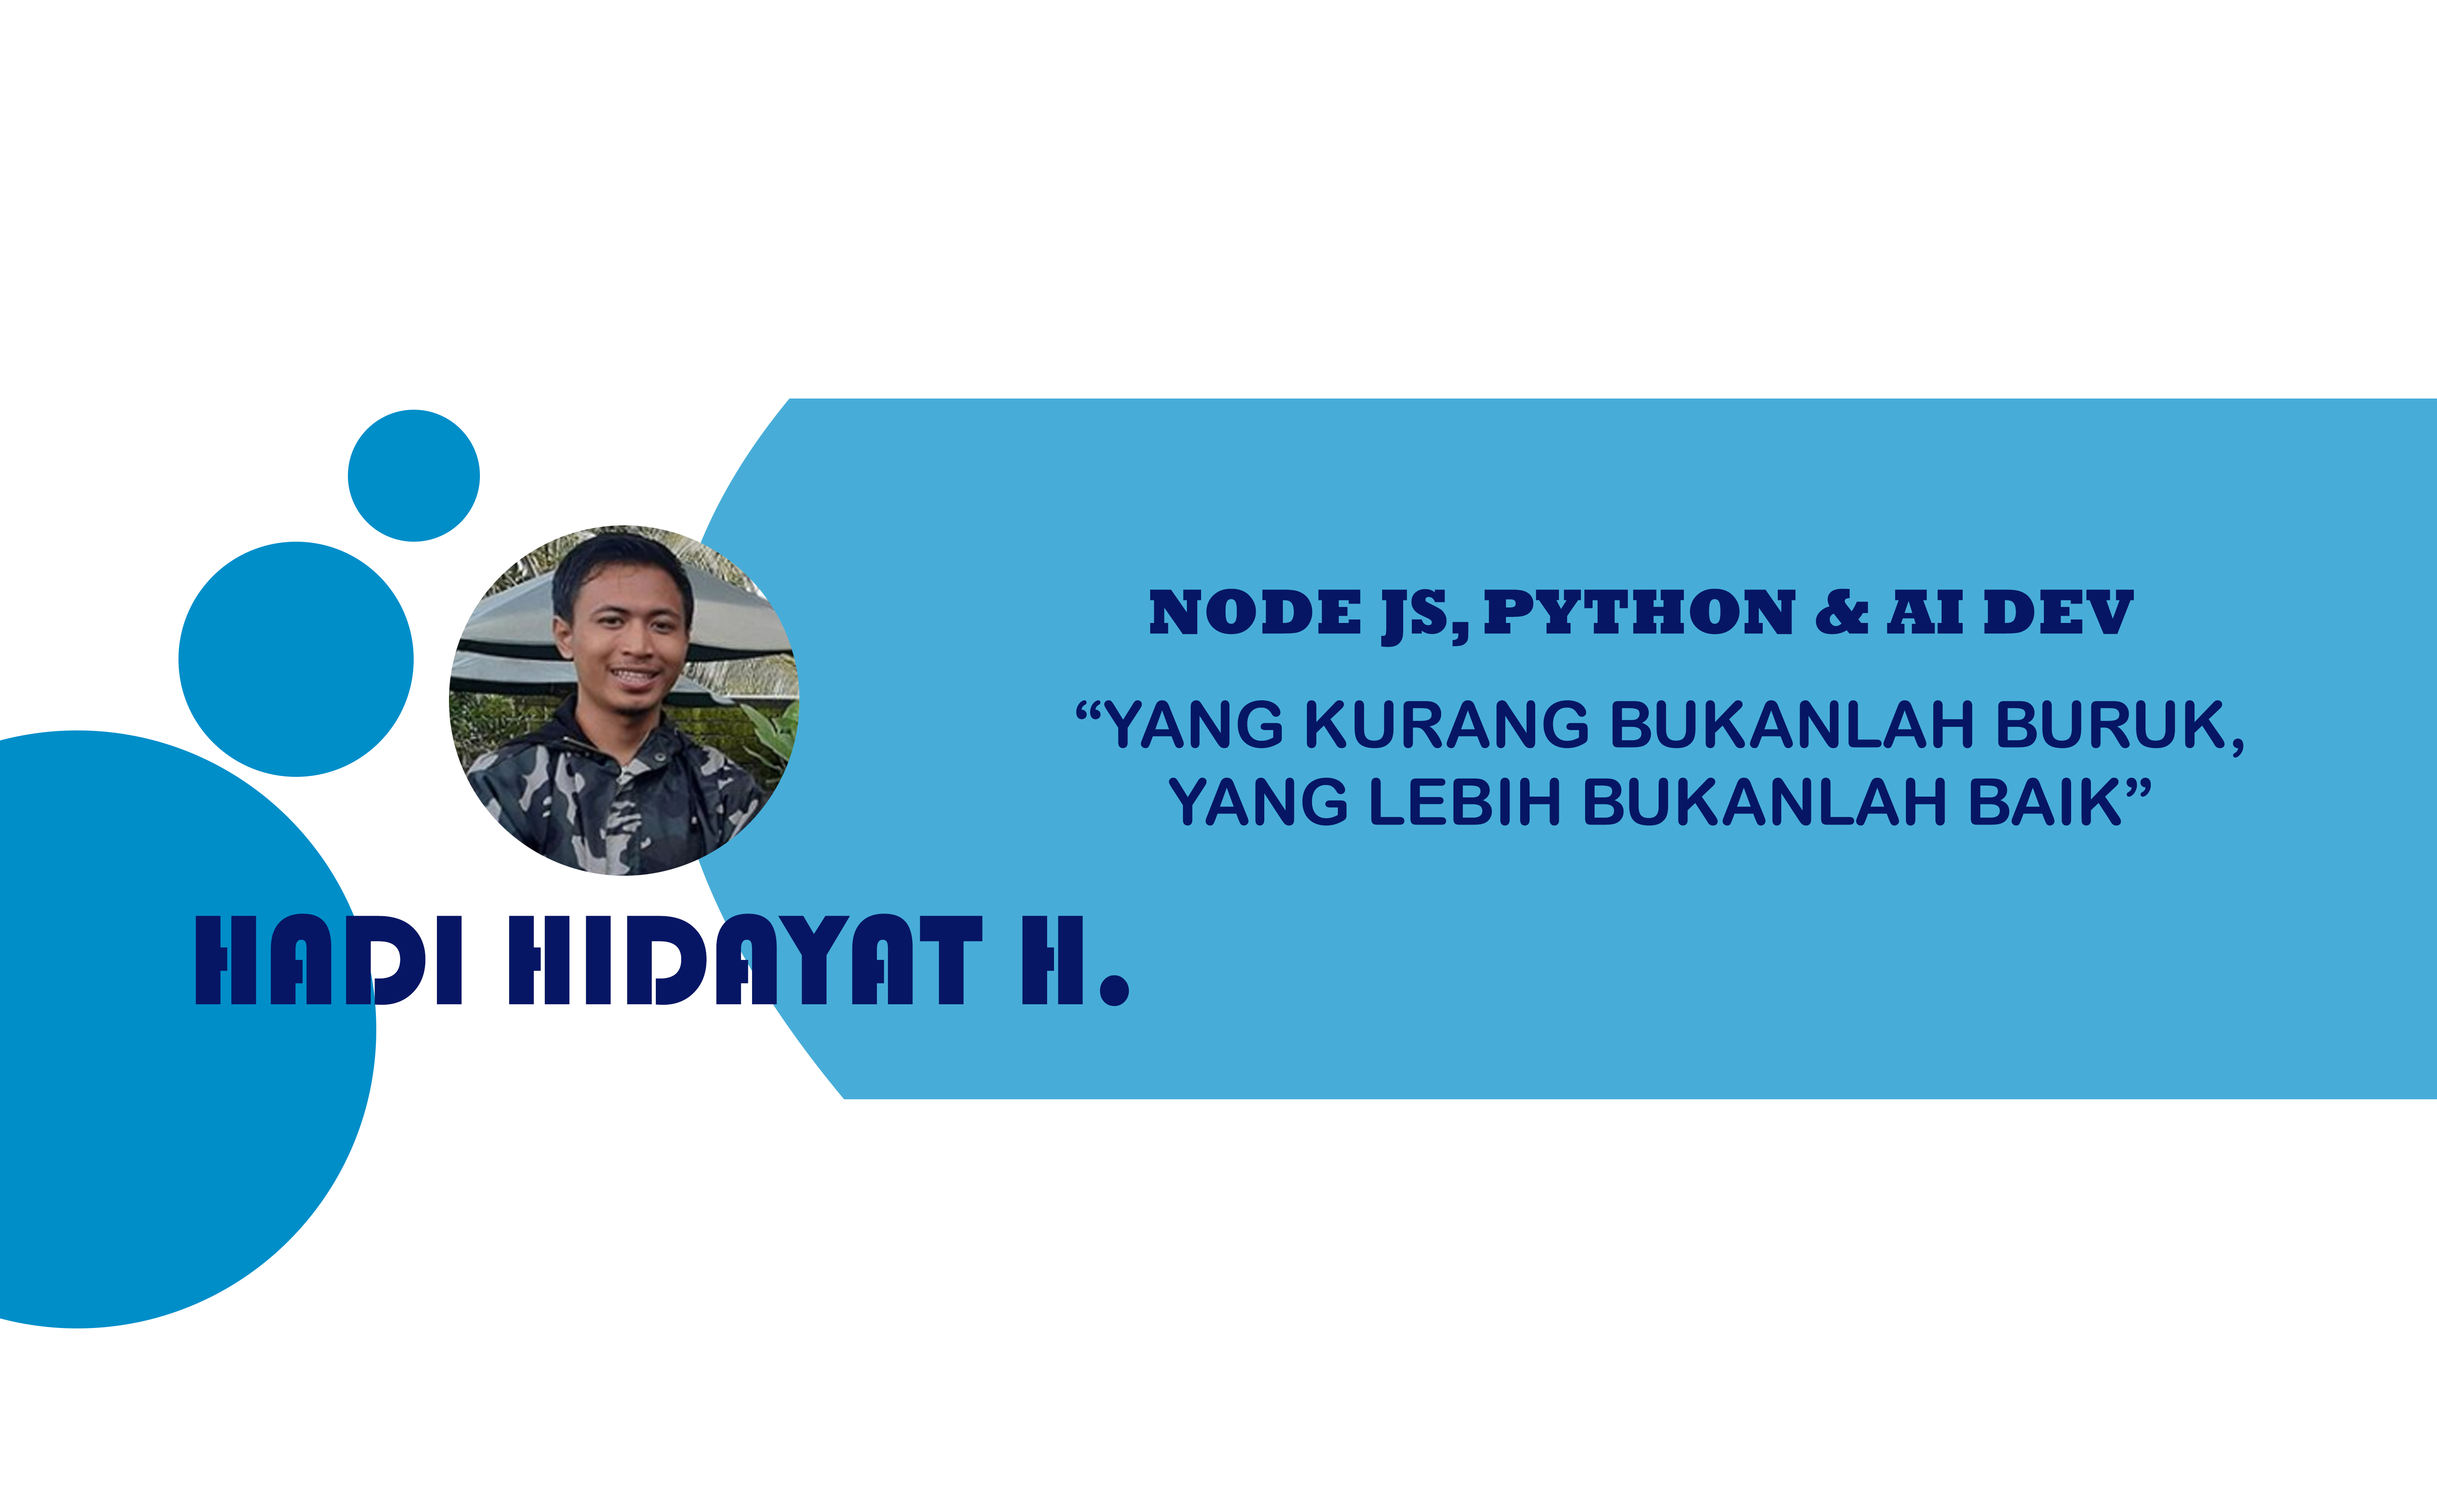 NODE JS, PYTHON & AI DEV
“YANG KURANG BUKANLAH BURUK,
YANG LEBIH BUKANLAH BAIK”
HADI HIDAYAT H.